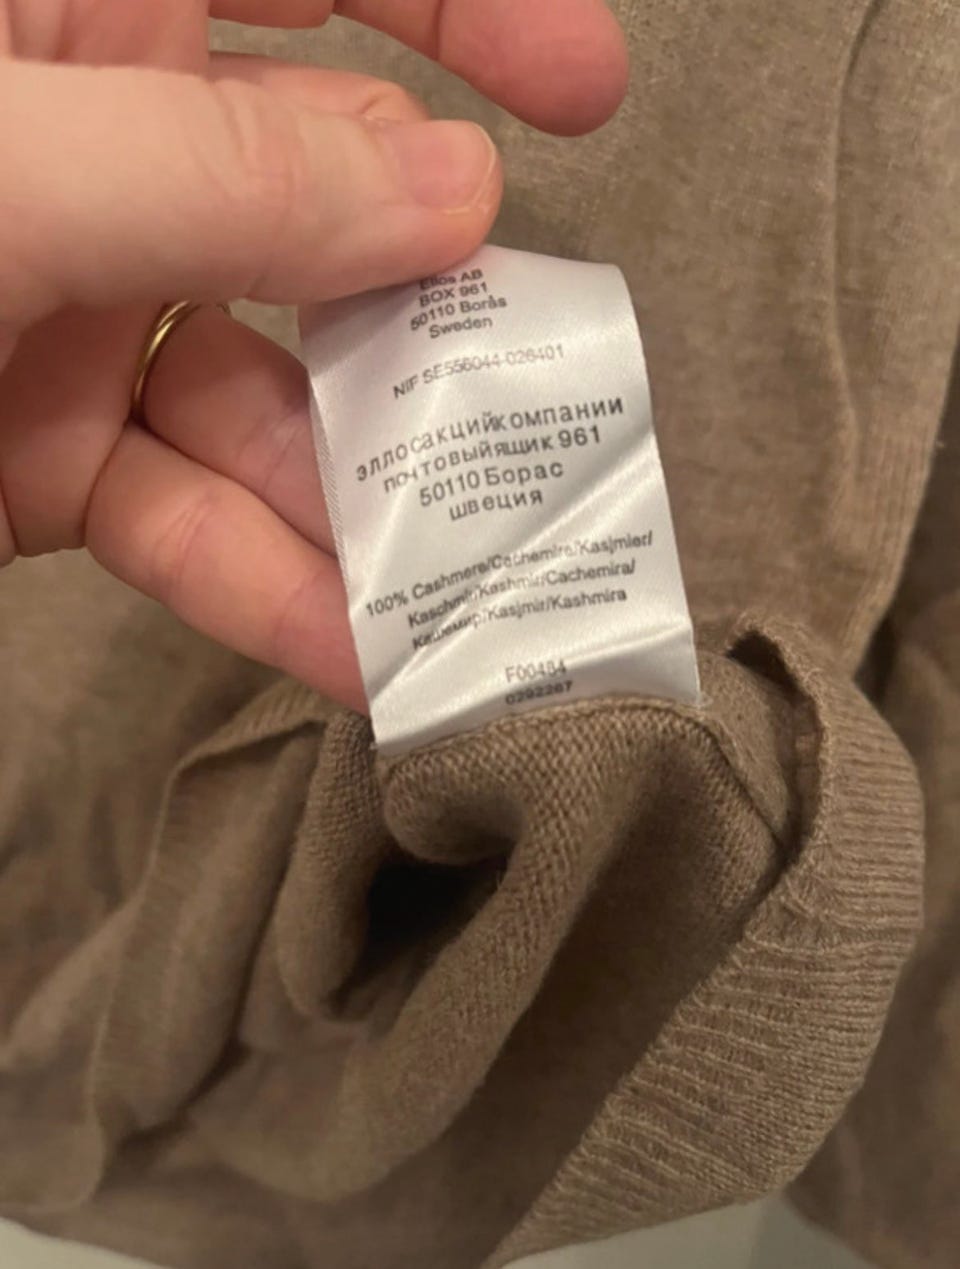 Ellos AB
BOX 961
50110 Borås
Sweden
NIF SE556044-026401
эллосакцийкомпании
почтовыйящик 961
50110 Борас
швеция
100% Cashmere/Cachemire/Kasjmier/
Kaschmir/Kashmir/Cachemira/
Кашемир/Kasjmir/Kashmira
F00484
0292267